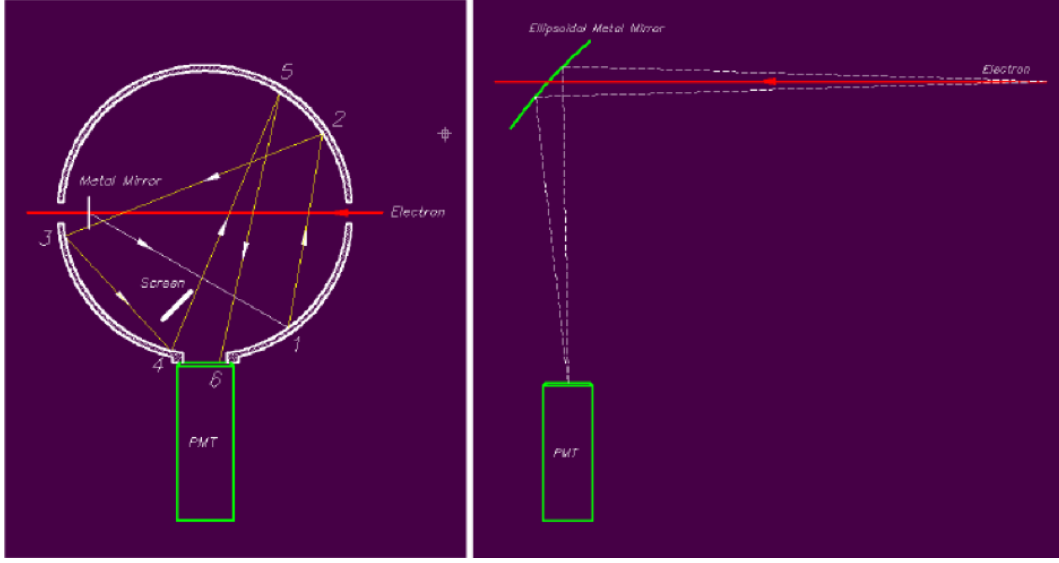 5
2
Metal Mirror
Electron
3
Screen
1
4
6
PMT
Ellipsoidal Metal Mirror
Electron
PMT